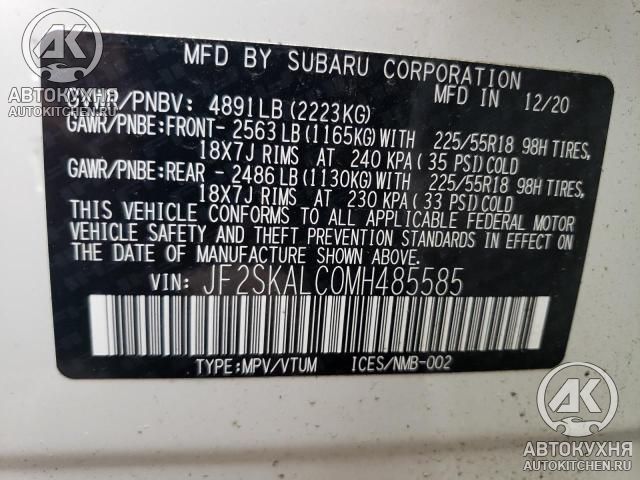 MFD BY SUBARU CORPORATION
GVWR/PNBV: 4891LB (2223KG) MFD IN 12/20
GAWR/PNBE:FRONT- 2563 LB (1165KG) WITH 225/55R18 98H TIRES,
18X7J RIMS AT 240 KPA ( 35 PSI) COLD
GAWR/PNBE:REAR - 2486 LB (1130KG) WITH 225/55R18 98H TIRES,
18X7J RIMS AT 230 KPA ( 33 PSI) COLD
THIS VEHICLE CONFORMS TO ALL APPLICABLE FEDERAL MOTOR
VEHICLE SAFETY AND THEFT PREVENTION STANDARDS IN EFFECT ON
THE DATE OF MANUFACTURE SHOWN ABOVE.
VIN: JF2SKALC0MH485585
TYPE:MPV/VTUM ICES/NMB-002
АК
АВТОКУХНЯ
AUTOKITCHEN.RU
АК
АВТОКУХНЯ
AUTOKITCHEN.RU